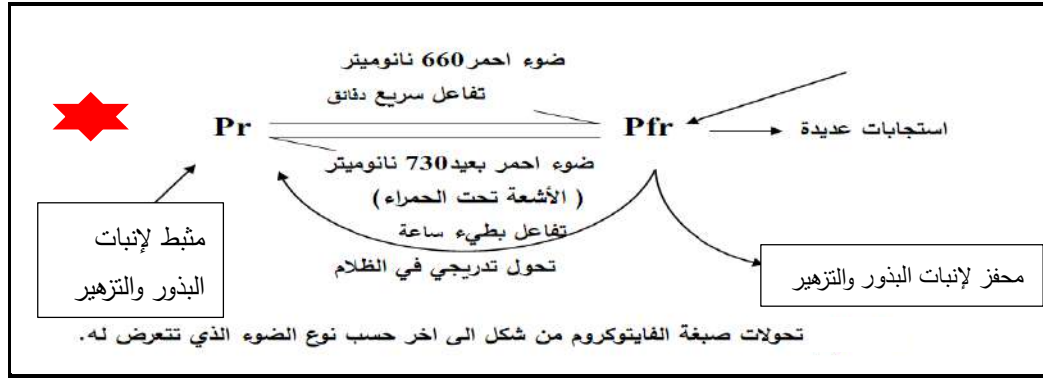 ضوء احمر 660 نانوميتر
تفاعل سريع دقائق
Pr
Pfr
استجابات عديدة
ضوء احمر بعيد 730 نانوميتر
( الأشعة تحت الحمراء )
تفاعل بطيء ساعة
تحول تدريجي في الظلام
مثبط لإنبات
البذور والتزهير
محفز لإنبات البذور والتزهير
تحولات صبغة الفايتوكروم من شكل الى اخر حسب نوع الضوء الذي تتعرض له.